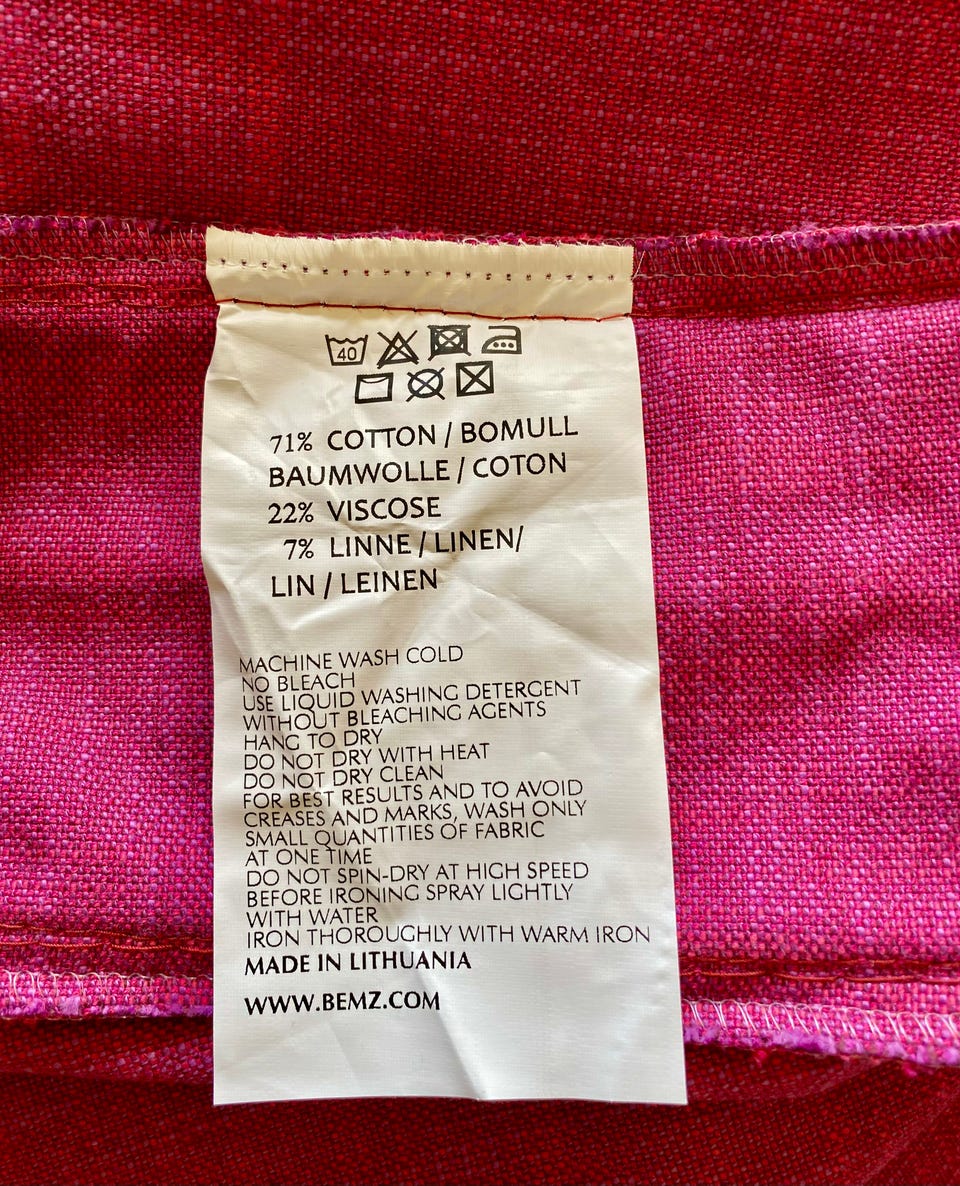 40
71% COTTON / BOMULL
BAUMWOLLE / COTON
22% VISCOSE
7% LINNE / LINEN/
LIN / LEINEN
MACHINE WASH COLD
NO BLEACH
USE LIQUID WASHING DETERGENT
WITHOUT BLEACHING AGENTS
HANG TO DRY
DO NOT DRY WITH HEAT
DO NOT DRY CLEAN
FOR BEST RESULTS AND TO AVOID
CREASES AND MARKS, WASH ONLY
SMALL QUANTITIES OF FABRIC
AT ONE TIME
DO NOT SPIN-DRY AT HIGH SPEED
BEFORE IRONING SPRAY LIGHTLY
WITH WATER
IRON THOROUGHLY WITH WARM IRON
MADE IN LITHUANIA
WWW.BEMZ.COM